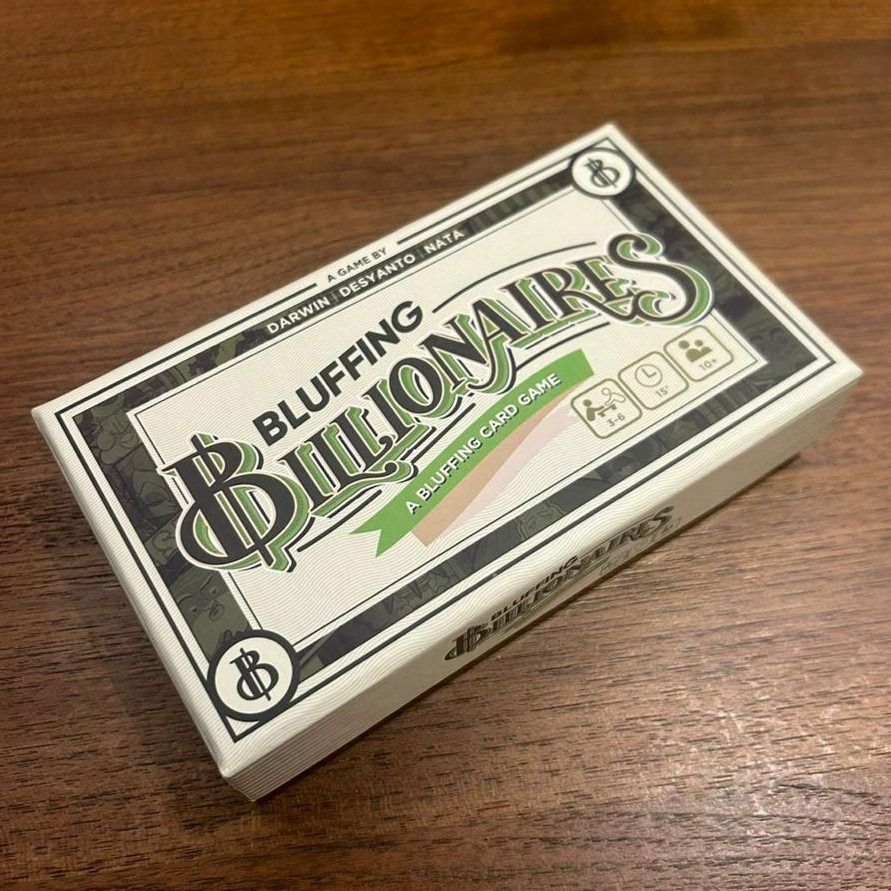 A GAME BY
DARWIN | DESYANTO | NATA
BLUFFING
BILLIONAIRES
A BLUFFING CARD GAME
3-6
15'
10+
B
B
BLUFFING
BILLIONAIRES